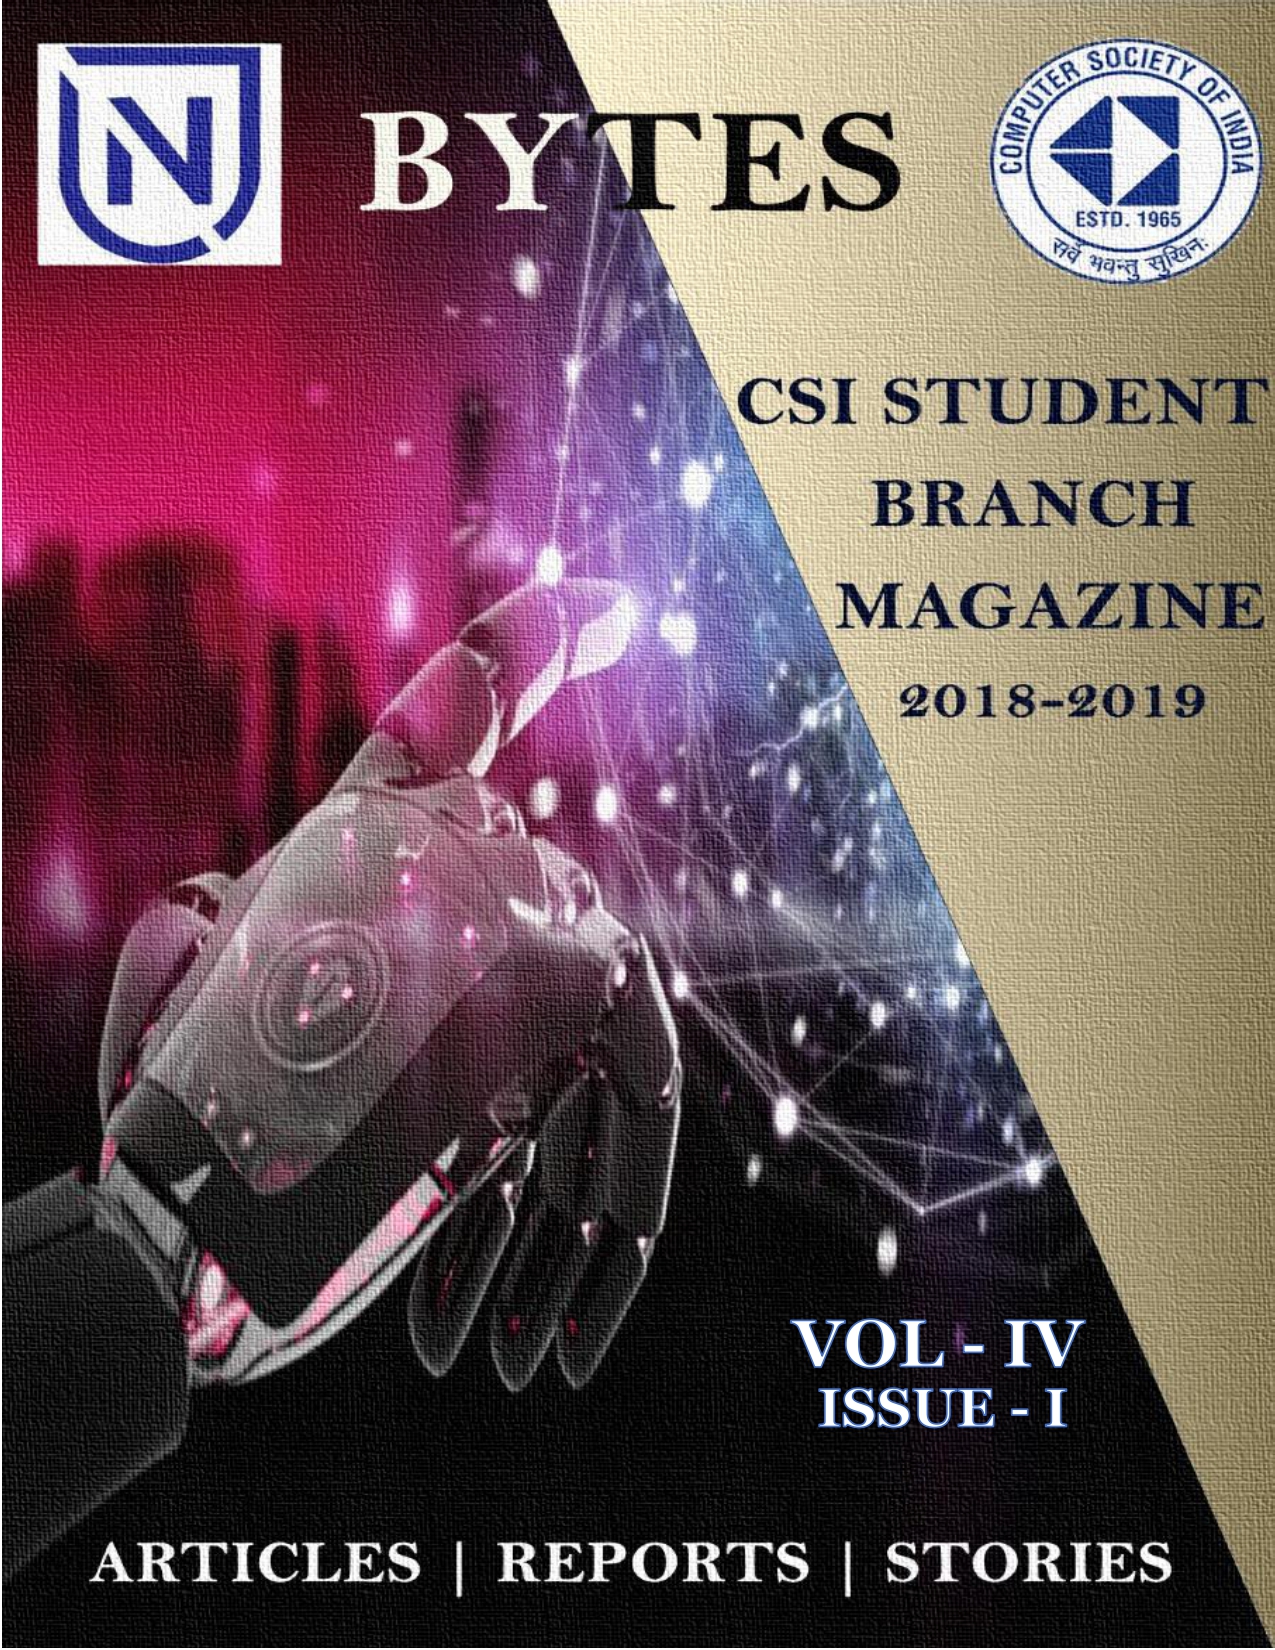 N
BYTES
COMPUTER SOCIETY OF INDIA
ESTD. 1965
सर्वे भवन्तु सुखिनः
CSI STUDENT
BRANCH
MAGAZINE
2018-2019
VOL - IV
ISSUE - I
ARTICLES | REPORTS | STORIES